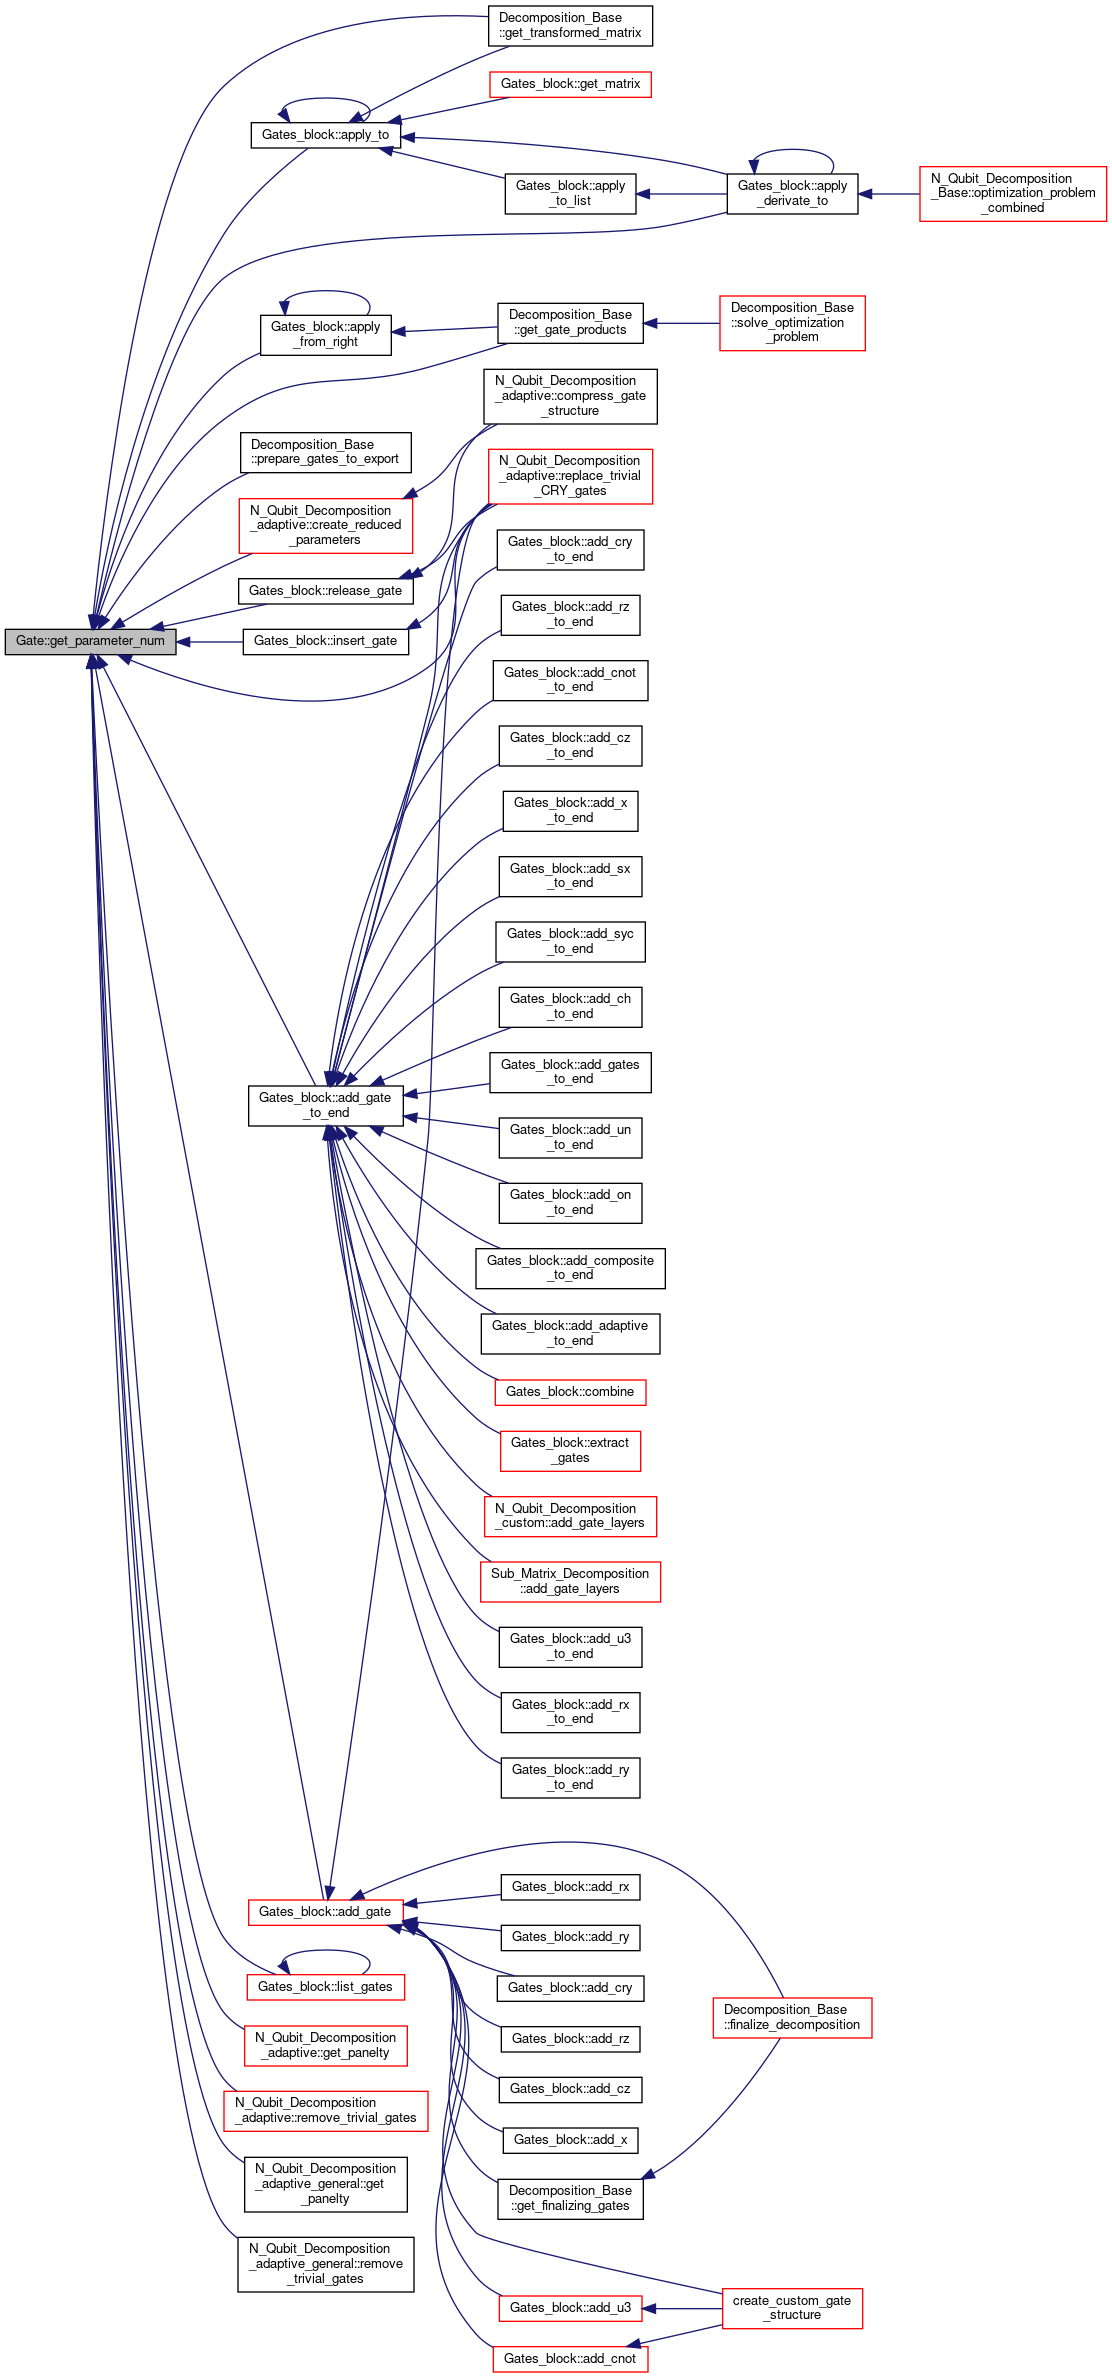 Decomposition_Base
::get_transformed_matrix
Gates_block::get_matrix
Gates_block::apply_to
Gates_block::apply
_to_list
Gates_block::apply
_derivate_to
N_Qubit_Decomposition
_Base::optimization_problem
_combined
Gates_block::apply
_from_right
Decomposition_Base
::get_gate_products
Decomposition_Base
::solve_optimization
_problem
N_Qubit_Decomposition
_adaptive::compress_gate
_structure
Decomposition_Base
::prepare_gates_to_export
N_Qubit_Decomposition
_adaptive::replace_trivial
_CRY_gates
N_Qubit_Decomposition
_adaptive::create_reduced
_parameters
Gates_block::add_cry
_to_end
Gates_block::release_gate
Gates_block::add_rz
_to_end
Gate::get_parameter_num
Gates_block::insert_gate
Gates_block::add_cnot
_to_end
Gates_block::add_cz
_to_end
Gates_block::add_x
_to_end
Gates_block::add_sx
_to_end
Gates_block::add_syc
_to_end
Gates_block::add_ch
_to_end
Gates_block::add_gates
_to_end
Gates_block::add_gate
_to_end
Gates_block::add_un
_to_end
Gates_block::add_on
_to_end
Gates_block::add_composite
_to_end
Gates_block::add_adaptive
_to_end
Gates_block::combine
Gates_block::extract
_gates
N_Qubit_Decomposition
_custom::add_gate_layers
Sub_Matrix_Decomposition
::add_gate_layers
Gates_block::add_u3
_to_end
Gates_block::add_rx
_to_end
Gates_block::add_ry
_to_end
Gates_block::add_rx
Gates_block::add_gate
Gates_block::add_ry
Gates_block::list_gates
Gates_block::add_cry
Decomposition_Base
::finalize_decomposition
N_Qubit_Decomposition
_adaptive::get_panelty
Gates_block::add_rz
Gates_block::add_cz
N_Qubit_Decomposition
_adaptive::remove_trivial_gates
Gates_block::add_x
N_Qubit_Decomposition
_adaptive_general::get
_panelty
Decomposition_Base
::get_finalizing_gates
N_Qubit_Decomposition
_adaptive_general::remove
_trivial_gates
Gates_block::add_u3
create_custom_gate
_structure
Gates_block::add_cnot